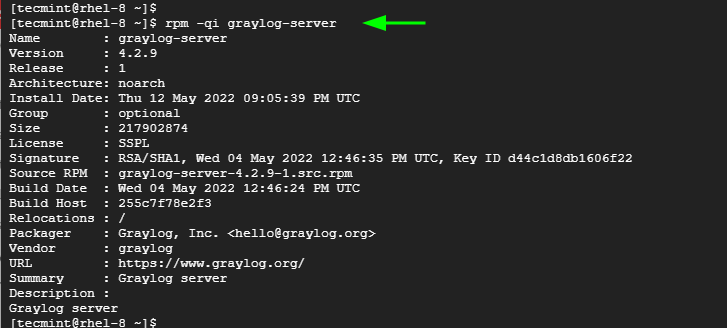 [tecmint@rhel-8 ~]$
[tecmint@rhel-8 ~]$ rpm -qi graylog-server
Name        : graylog-server
Version     : 4.2.9
Release     : 1
Architecture: noarch
Install Date: Thu 12 May 2022 09:05:39 PM UTC
Group       : optional
Size        : 217902874
License     : SSPL
Signature   : RSA/SHA1, Wed 04 May 2022 12:46:35 PM UTC, Key ID d44c1d8db1606f22
Source RPM  : graylog-server-4.2.9-1.src.rpm
Build Date  : Wed 04 May 2022 12:46:24 PM UTC
Build Host  : 255c7f78e2f3
Relocations : /
Packager    : Graylog, Inc. <hello@graylog.org>
Vendor      : graylog
URL         : https://www.graylog.org/
Summary     : Graylog server
Description :
Graylog server
[tecmint@rhel-8 ~]$